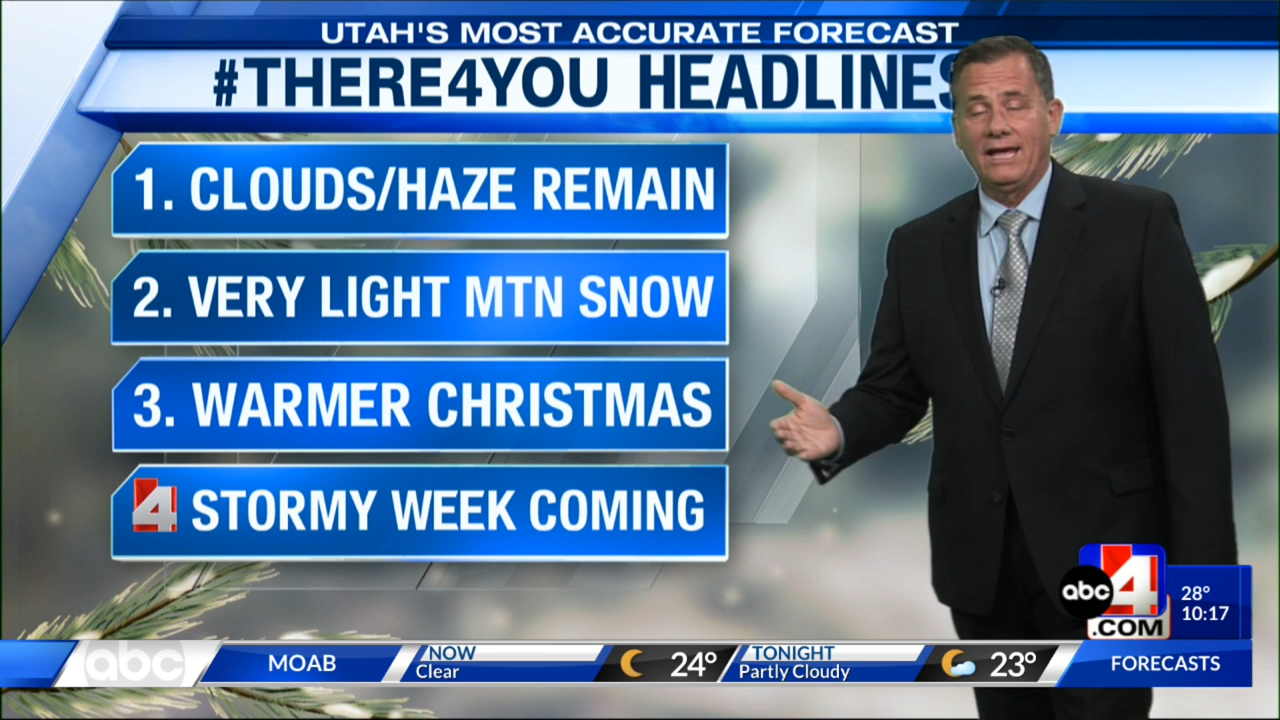 UTAH'S MOST ACCURATE FORECAST
#THERE4YOU HEADLINES
1. CLOUDS/HAZE REMAIN
2. VERY LIGHT MTN SNOW
3. WARMER CHRISTMAS
4 STORMY WEEK COMING
abc 4
.COM
28°
10:17
abc
MOAB
NOW
Clear
24°
TONIGHT
Partly Cloudy
23°
FORECASTS